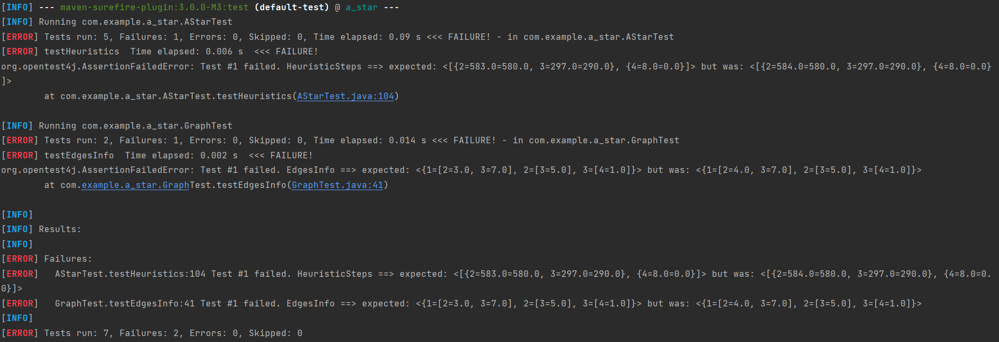 [INFO] --- maven-surefire-plugin:3.0.0-M3:test (default-test) @ a_star ---
[INFO] Running com.example.a_star.AStarTest
[ERROR] Tests run: 5, Failures: 1, Errors: 0, Skipped: 0, Time elapsed: 0.09 s <<< FAILURE! - in com.example.a_star.AStarTest
[ERROR] testHeuristics  Time elapsed: 0.006 s  <<< FAILURE!
org.opentest4j.AssertionFailedError: Test #1 failed. HeuristicSteps ==> expected: <[{2=583.0=580.0, 3=297.0=290.0}, {4=8.0=0.0}]> but was: <[{2=584.0=580.0, 3=297.0=290.0}, {4=8.0=0.0}
]>
        at com.example.a_star.AStarTest.testHeuristics(AStarTest.java:104)
[INFO] Running com.example.a_star.GraphTest
[ERROR] Tests run: 2, Failures: 1, Errors: 0, Skipped: 0, Time elapsed: 0.014 s <<< FAILURE! - in com.example.a_star.GraphTest
[ERROR] testEdgesInfo  Time elapsed: 0.002 s  <<< FAILURE!
org.opentest4j.AssertionFailedError: Test #1 failed. EdgesInfo ==> expected: <{1=[2=3.0, 3=7.0], 2=[3=5.0], 3=[4=1.0]}> but was: <{1=[2=4.0, 3=7.0], 2=[3=5.0], 3=[4=1.0]}>
        at com.example.a_star.GraphTest.testEdgesInfo(GraphTest.java:41)
[INFO]
[INFO] Results:
[INFO]
[ERROR] Failures:
[ERROR]   AStarTest.testHeuristics:104 Test #1 failed. HeuristicSteps ==> expected: <[{2=583.0=580.0, 3=297.0=290.0}, {4=8.0=0.0}]> but was: <[{2=584.0=580.0, 3=297.0=290.0}, {4=8.0=0.
0}]>
[ERROR]   GraphTest.testEdgesInfo:41 Test #1 failed. EdgesInfo ==> expected: <{1=[2=3.0, 3=7.0], 2=[3=5.0], 3=[4=1.0]}> but was: <{1=[2=4.0, 3=7.0], 2=[3=5.0], 3=[4=1.0]}>
[INFO]
[ERROR] Tests run: 7, Failures: 2, Errors: 0, Skipped: 0